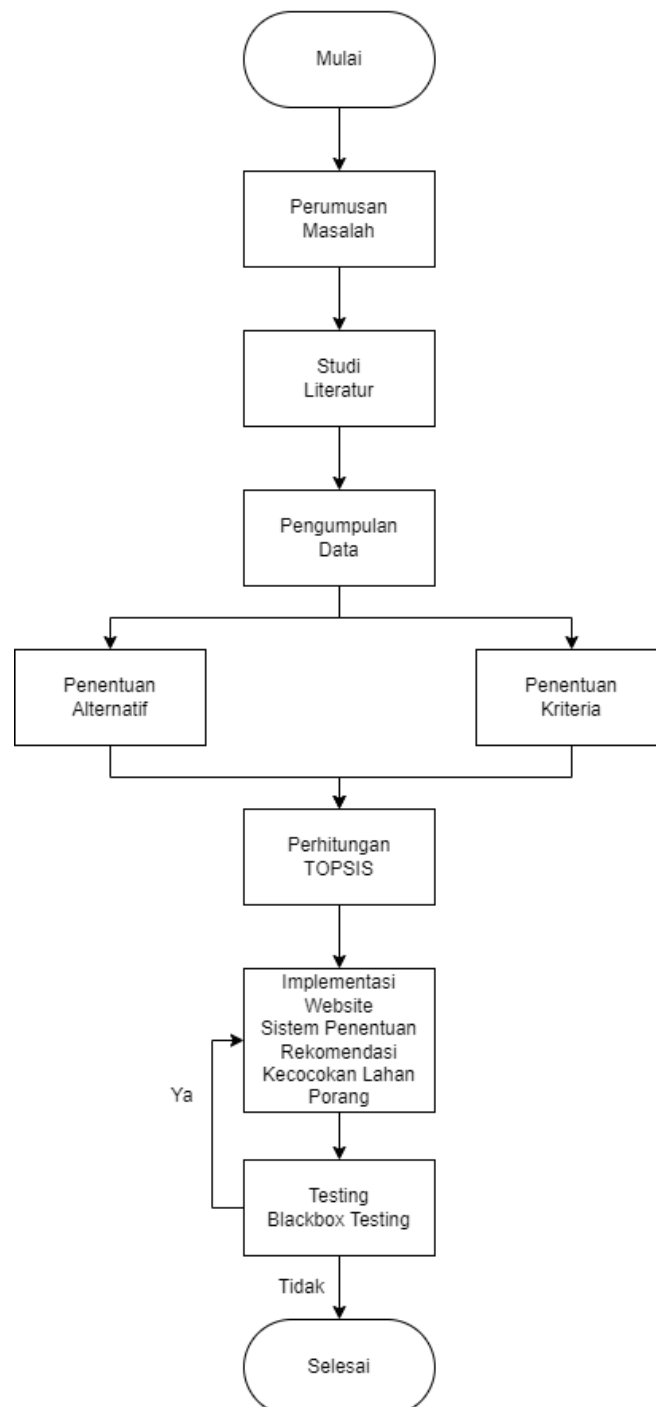 Mulai
Perumusan
Masalah
Studi
Literatur
Pengumpulan
Data
Penentuan
Alternatif
Penentuan
Kriteria
Perhitungan
TOPSIS
Implementasi
Website
Sistem Penentuan
Rekomendasi
Kecocokan Lahan
Porang
Ya
Testing
Blackbox Testing
Tidak
Selesai